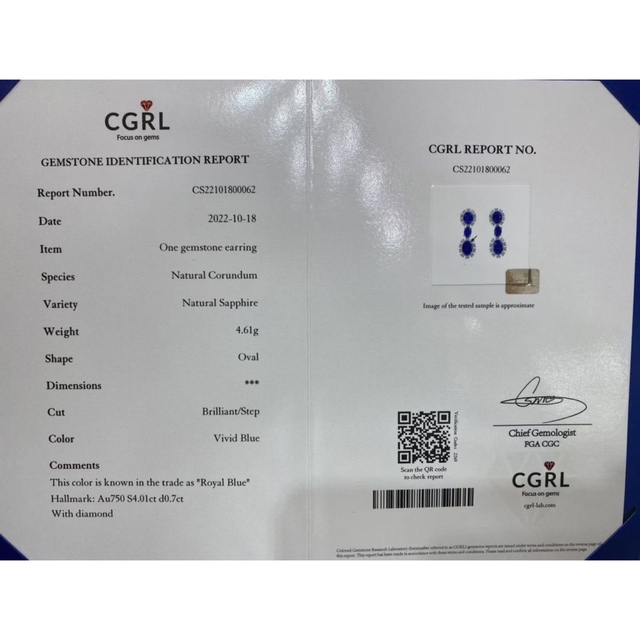 CGRL
Focus on gems
GEMSTONE IDENTIFICATION REPORT
Report Number. CS22101800062
Date 2022-10-18
Item One gemstone earring
Species Natural Corundum
Variety Natural Sapphire
Weight 4.61g
Shape Oval
Dimensions ***
Cut Brilliant/Step
Color Vivid Blue
Comments
This color is known in the trade as "Royal Blue"
Hallmark: Au750 S4.01ct d0.7ct
With diamond
CGRL REPORT NO.
CS22101800062
Image of the tested sample is approximate
Scan the QR code
to check report
Chief Gemologist
FGA CGC
CGRL
Focus on gems
cgrl-lab.com